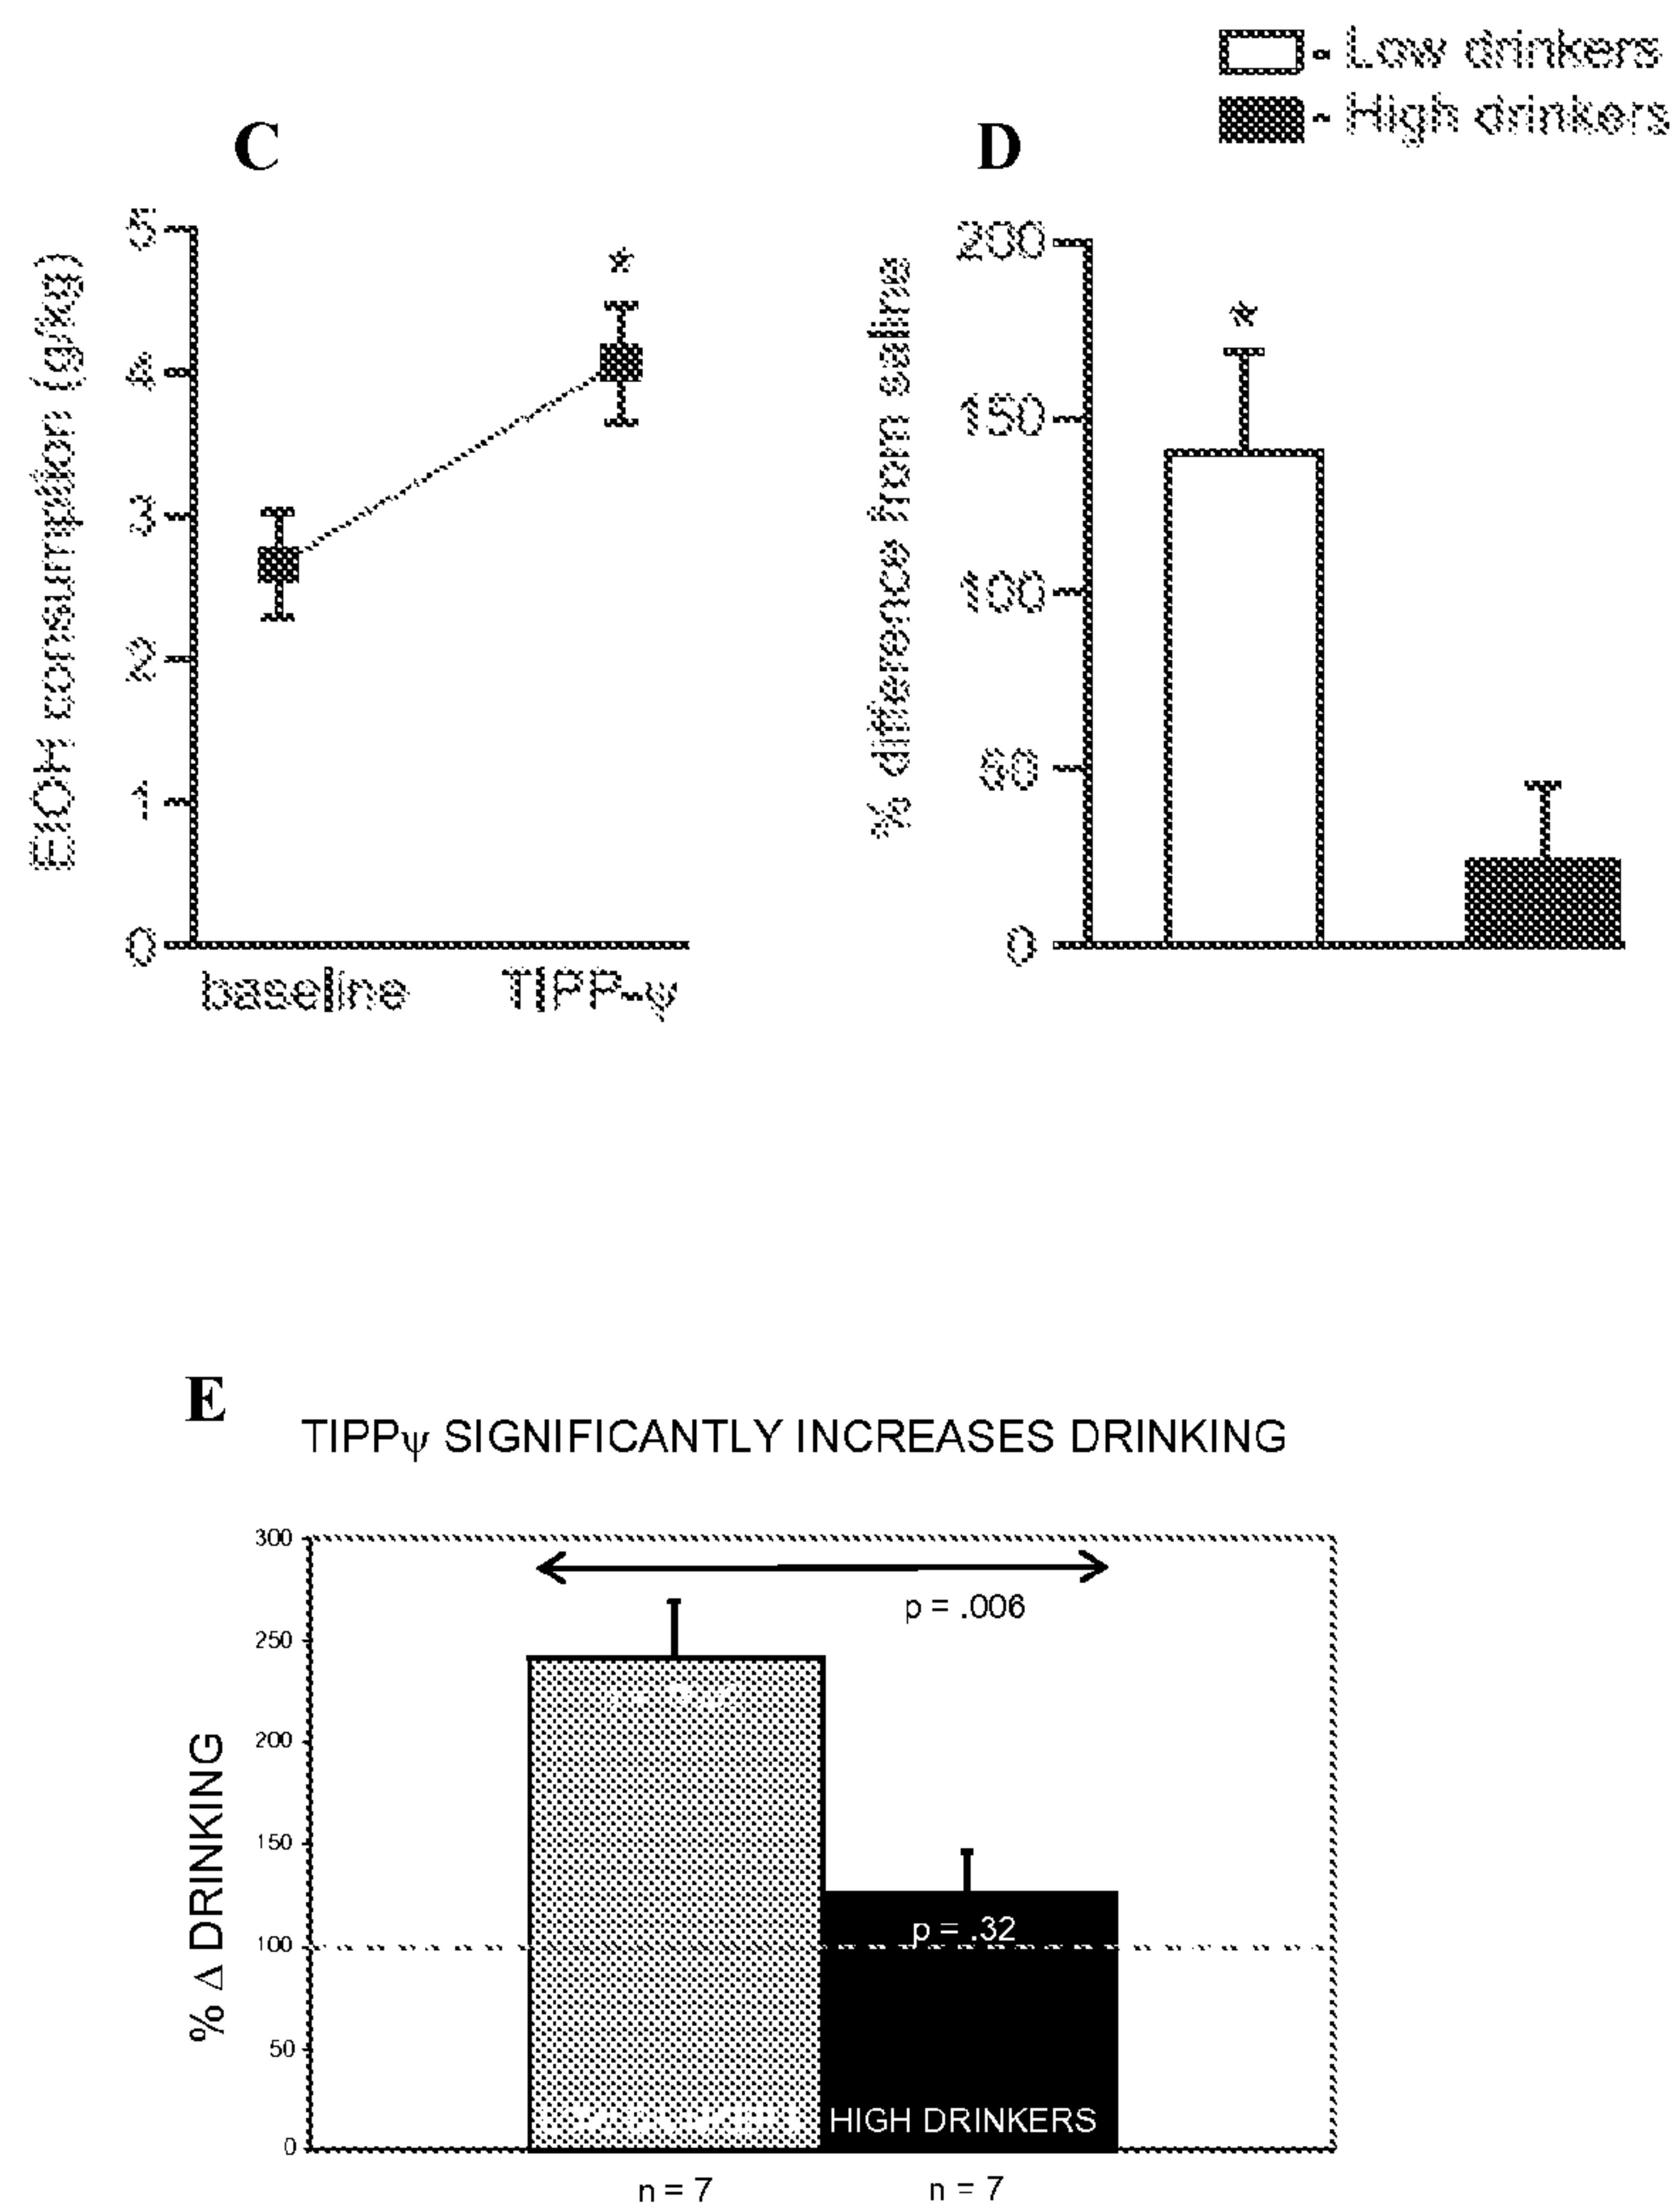 - Low drinkers
- High drinkers
C
D
EtOH consumption (g/kg)
5
4
3
2
1
0
*
baseline
TIPP-ψ
% difference from saline
200
150
100
50
0
*
E
TIPPψ SIGNIFICANTLY INCREASES DRINKING
% Δ DRINKING
300
250
200
150
100
50
0
p = .006
p = .32
HIGH DRINKERS
n = 7
n = 7